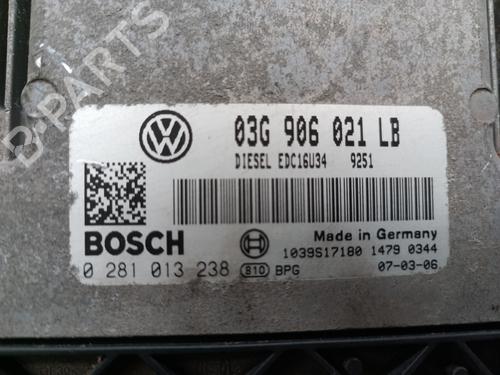 03G 906 021 LB
DIESEL EDC16U34 9251
BOSCH
Made in Germany
1039S17180 1479 0344
0 281 013 238 810 BPG
07-03-06